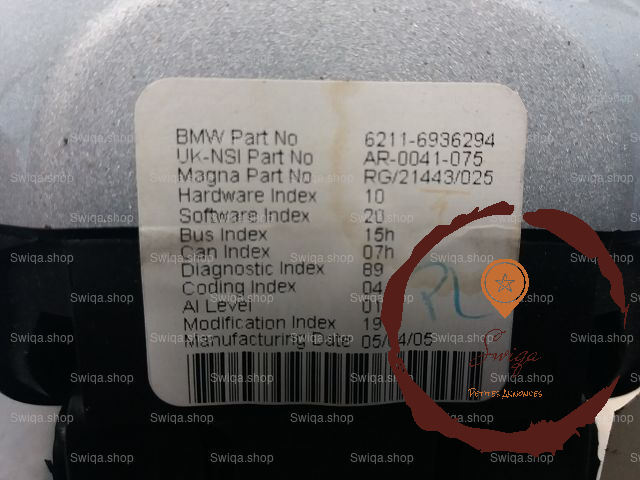 BMW Part No 6211-6936294
UK-NSI Part No AR-0041-075
Magna Part No RG/21443/025
Hardware Index 10
Software Index 20
Bus Index 15h
Can Index 07h
Diagnostic Index 89
Coding Index 04
AI Level 01
Modification Index 19
Manufacturing Date 05/04/05
PL
Swiqa
PETITES ANNONCES
Swiqa.shop